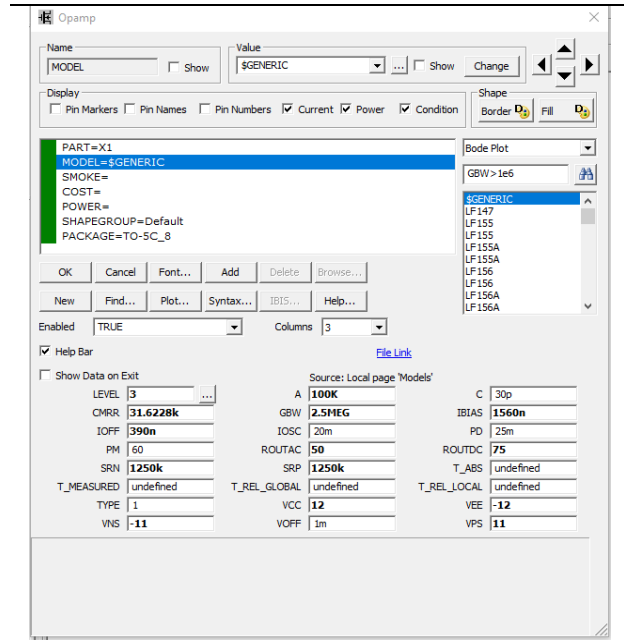 Opamp
Name
Value
MODEL Show $GENERIC ... Show Change
Display
Shape
Pin Markers Pin Names Pin Numbers Current Power Condition Border Fill
PART=X1
MODEL=$GENERIC
SMOKE=
COST=
POWER=
SHAPEGROUP=Default
PACKAGE=TO-5C_8
Bode Plot
GBW>1e6
$GENERIC
LF147
LF155
LF155
LF155A
LF155A
LF156
LF156
LF156A
LF156A
OK Cancel Font... Add Delete Browse...
New Find... Plot... Syntax... IBIS... Help...
Enabled TRUE Columns 3
Help Bar File Link
Show Data on Exit Source: Local page 'Models'
LEVEL 3 ... A 100K C 30p
CMRR 31.6228k GBW 2.5MEG IBIAS 1560n
IOFF 390n IOSC 20m PD 25m
PM 60 ROUTAC 50 ROUTDC 75
SRN 1250k SRP 1250k T_ABS undefined
T_MEASURED undefined T_REL_GLOBAL undefined T_REL_LOCAL undefined
TYPE 1 VCC 12 VEE -12
VNS -11 VOFF 1m VPS 11